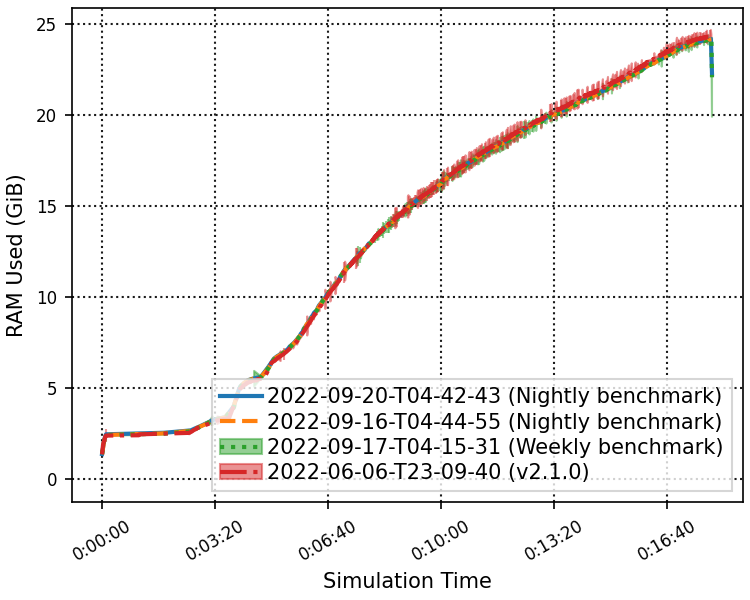 25
20
15
10
5
0
RAM Used (GiB)
2022-09-20-T04-42-43 (Nightly benchmark)
2022-09-16-T04-44-55 (Nightly benchmark)
2022-09-17-T04-15-31 (Weekly benchmark)
2022-06-06-T23-09-40 (v2.1.0)
0:00:00
0:03:20
0:06:40
0:10:00
0:13:20
0:16:40
Simulation Time